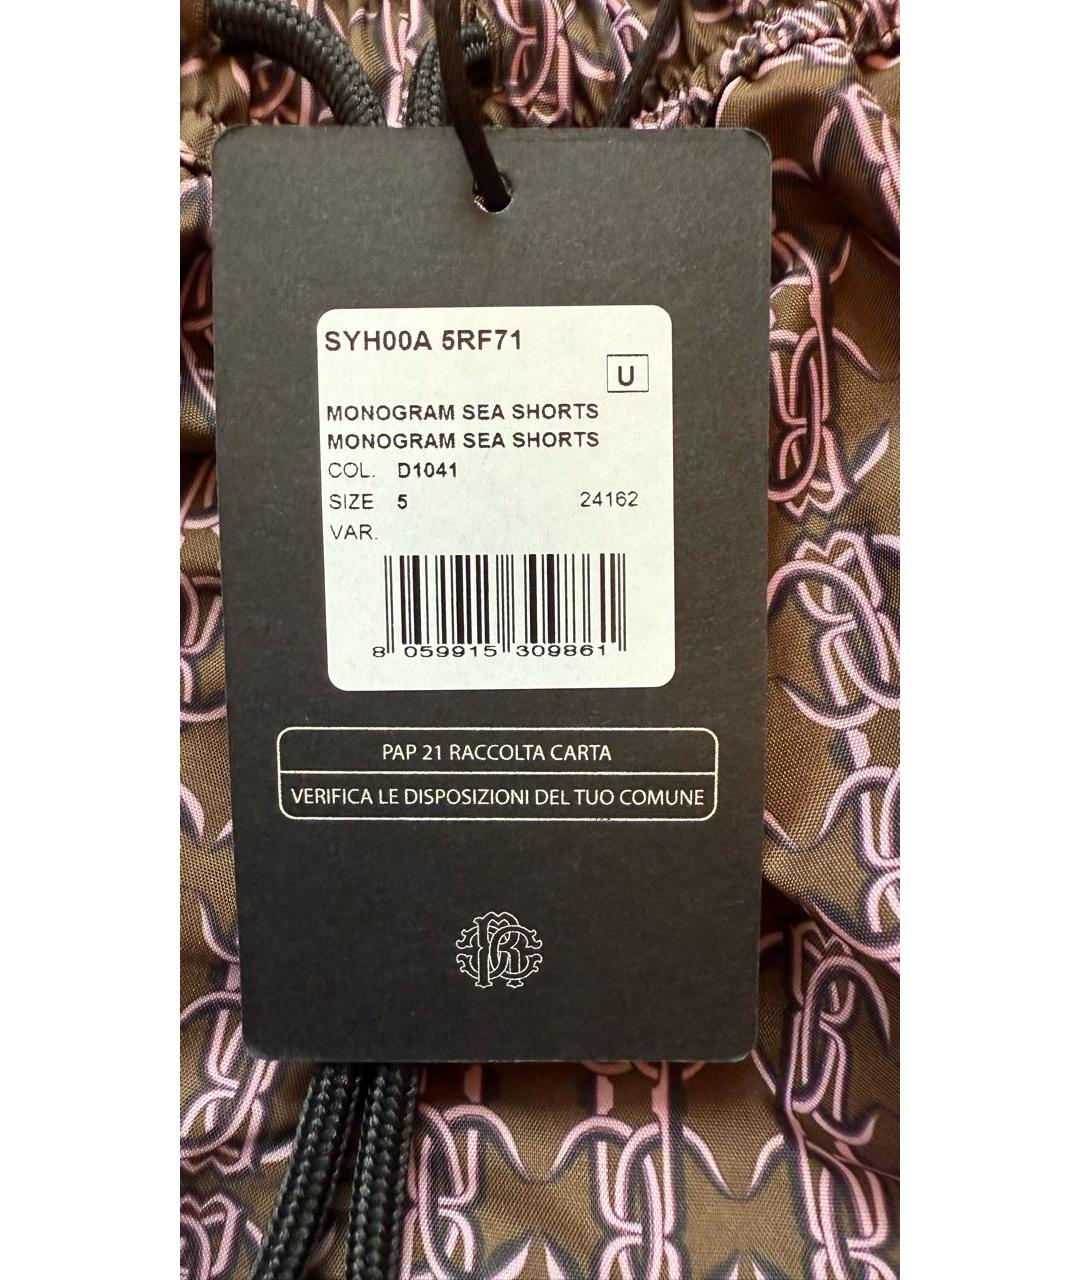 SYH00A 5RF71
U
MONOGRAM SEA SHORTS
MONOGRAM SEA SHORTS
COL. D1041
SIZE 5 24162
VAR.
8 059915 309861
PAP 21 RACCOLTA CARTA
VERIFICA LE DISPOSIZIONI DEL TUO COMUNE